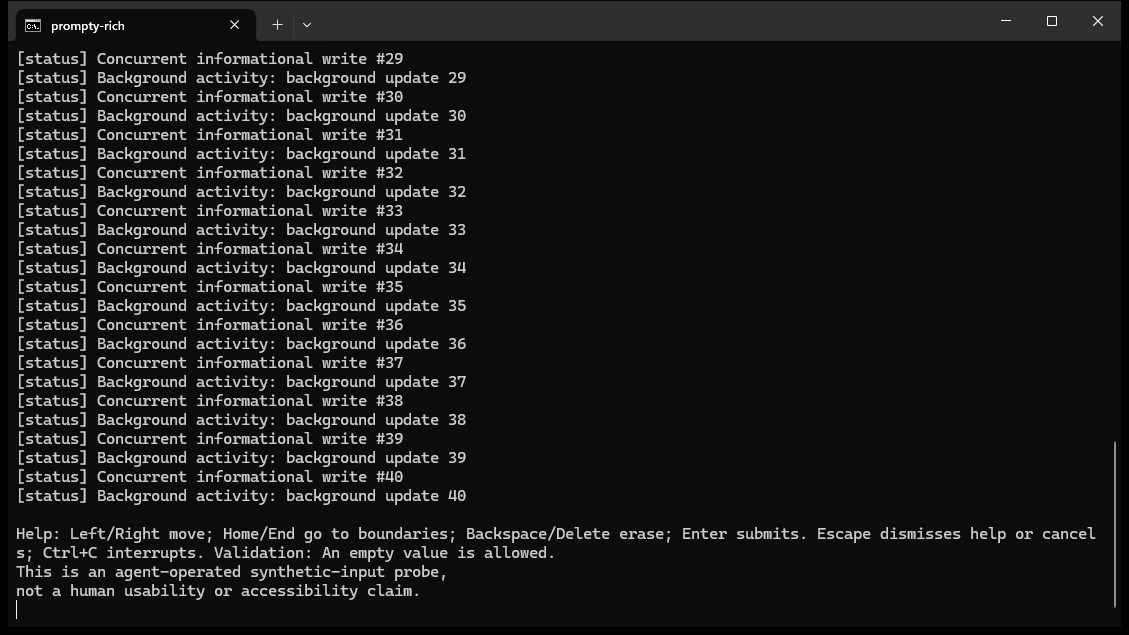 prompty-rich
[status] Concurrent informational write #29
[status] Background activity: background update 29
[status] Concurrent informational write #30
[status] Background activity: background update 30
[status] Concurrent informational write #31
[status] Background activity: background update 31
[status] Concurrent informational write #32
[status] Background activity: background update 32
[status] Concurrent informational write #33
[status] Background activity: background update 33
[status] Concurrent informational write #34
[status] Background activity: background update 34
[status] Concurrent informational write #35
[status] Background activity: background update 35
[status] Concurrent informational write #36
[status] Background activity: background update 36
[status] Concurrent informational write #37
[status] Background activity: background update 37
[status] Concurrent informational write #38
[status] Background activity: background update 38
[status] Concurrent informational write #39
[status] Background activity: background update 39
[status] Concurrent informational write #40
[status] Background activity: background update 40
Help: Left/Right move; Home/End go to boundaries; Backspace/Delete erase; Enter submits. Escape dismisses help or cancel
s; Ctrl+C interrupts. Validation: An empty value is allowed.
This is an agent-operated synthetic-input probe,
not a human usability or accessibility claim.